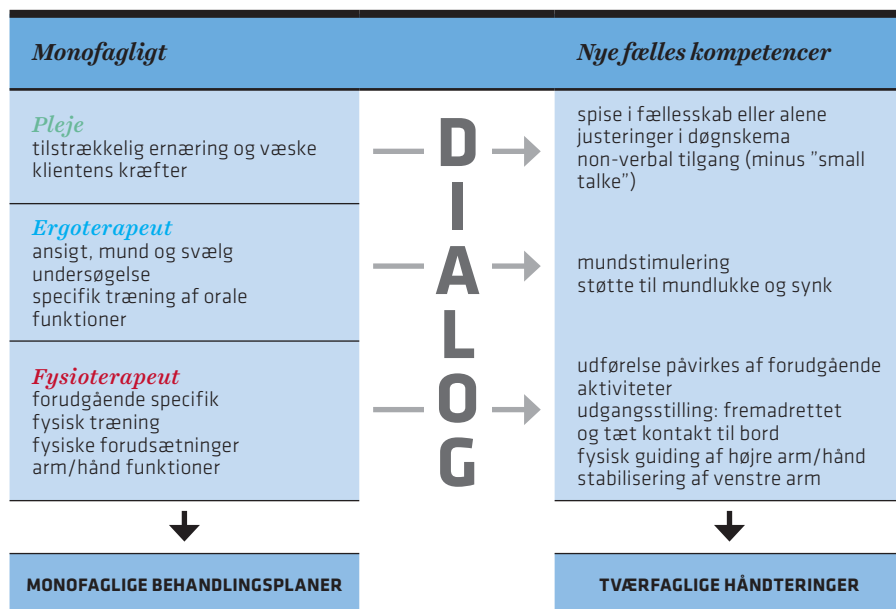 Monofagligt
Nye fælles kompetencer
Pleje
tilstrækkelig ernæring og væske
klientens kræfter
Ergoterapeut
ansigt, mund og svælg
undersøgelse
specifik træning af orale
funktioner
Fysioterapeut
forudgående specifik
fysisk træning
fysiske forudsætninger
arm/hånd funktioner
D
I
A
L
O
G
spise i fællesskab eller alene
justeringer i døgnskema
non-verbal tilgang (minus ”small
talke”)
mundstimulering
støtte til mundlukke og synk
udførelse påvirkes af forudgående
aktiviteter
udgangsstilling: fremadrettet
og tæt kontakt til bord
fysisk guiding af højre arm/hånd
stabilisering af venstre arm
MONOFAGLIGE BEHANDLINGSPLANER
TVÆRFAGLIGE HÅNDTERINGER